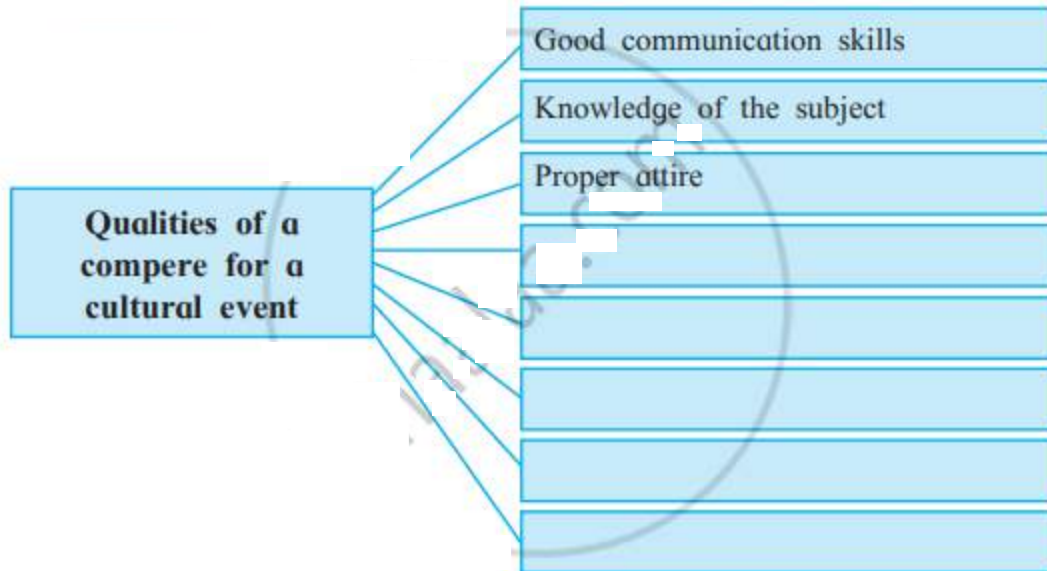 Good communication skills
Knowledge of the subject
Proper attire
Qualities of a
compere for a
cultural event